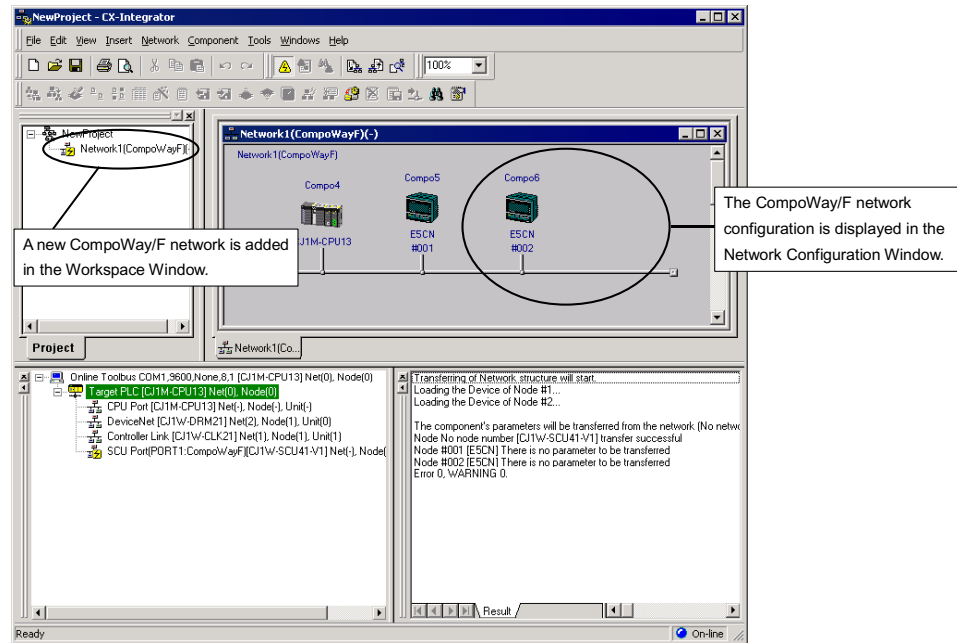 NewProject - CX-Integrator
File Edit View Insert Network Component Tools Windows Help
100%
NewProject
Network1(CompoWayF)(-
Network1(CompoWayF)(-)
Network1(CompoWayF)
Compo4
Compo5
Compo6
J1M-CPU13
E5CN
#001
E5CN
#002
A new CompoWay/F network is added
in the Workspace Window.
The CompoWay/F network
configuration is displayed in the
Network Configuration Window.
Project
Network1(Co...
Online Toolbus COM1,9600,None,8,1 [CJ1M-CPU13] Net(0), Node(0)
Target PLC [CJ1M-CPU13] Net(0), Node(0)
CPU Port [CJ1M-CPU13] Net(-), Node(-), Unit(-)
DeviceNet [CJ1W-DRM21] Net(2), Node(1), Unit(0)
Controller Link [CJ1W-CLK21] Net(1), Node(1), Unit(1)
SCU Port(PORT1:CompoWayF)[CJ1W-SCU41-V1] Net(-), Node(
Transferring of Network structure will start.
Loading the Device of Node #1...
Loading the Device of Node #2...
The component's parameters will be transferred from the network (No netwo
Node No node number [CJ1W-SCU41-V1] transfer successful
Node #001 [E5CN] There is no parameter to be transferred
Node #002 [E5CN] There is no parameter to be transferred
Error 0, WARNING 0.
Result
Ready
On-line